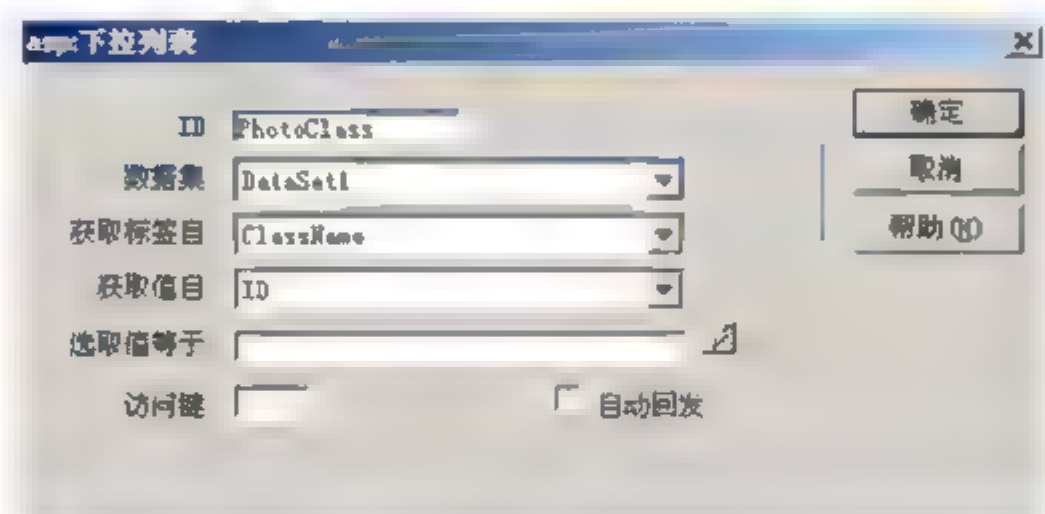 asp:下拉列表
ID PhotoClass 确定
数据集 DataSet1 取消
获取标签自 ClassName 帮助(H)
获取值自 ID
选取值等于
访问键 自动回发